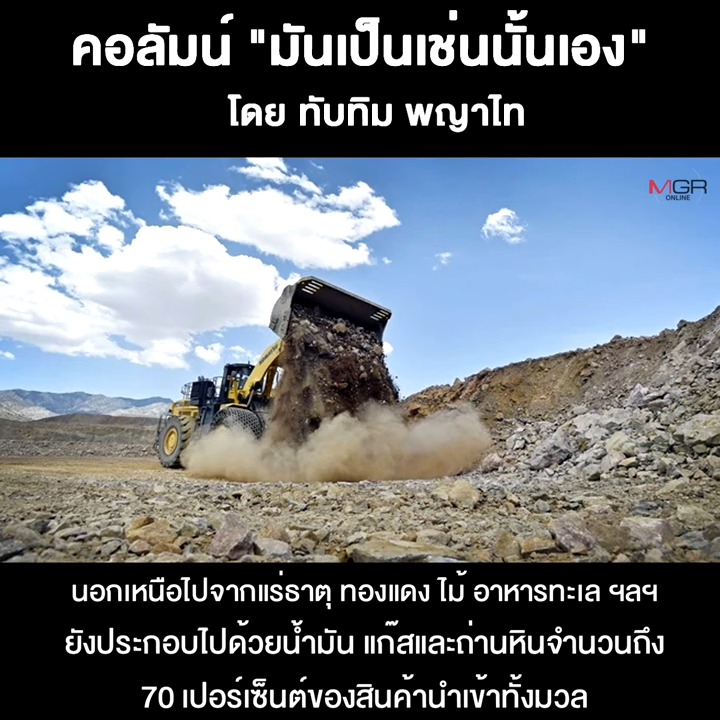 คอลัมน์ "มันเป็นเช่นนั้นเอง"
โดย ทับทิม พญาไท
MGR
ONLINE
นอกเหนือไปจากแร่ธาตุ ทองแดง ไม้ อาหารทะเล ฯลฯ
ยังประกอบไปด้วยน้ำมัน แก๊สและถ่านหินจำนวนถึง
70 เปอร์เซ็นต์ของสินค้านำเข้าทั้งมวล